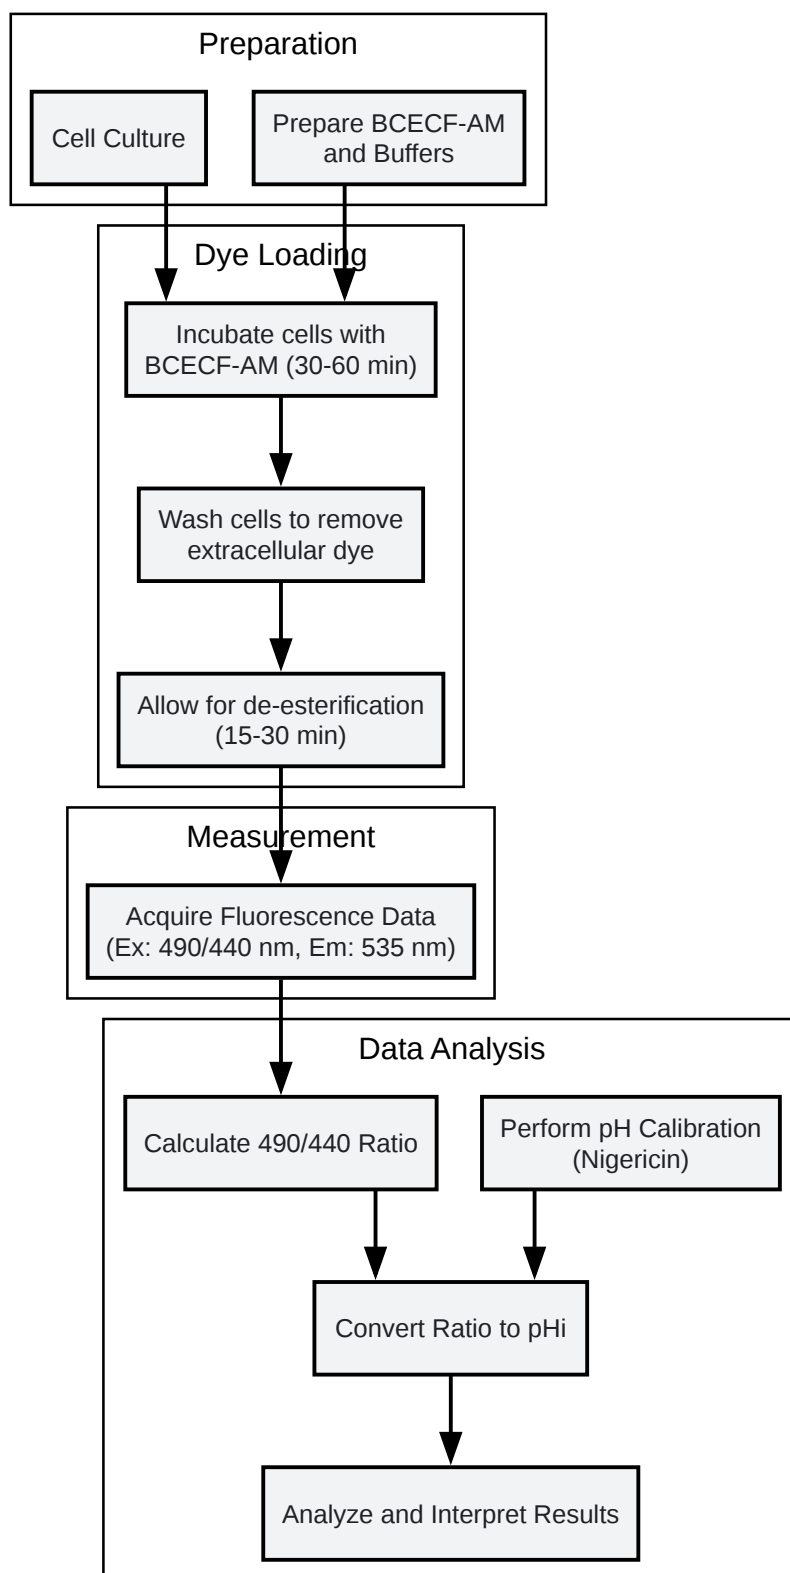 Preparation
Cell Culture
Prepare BCECF-AM
and Buffers
Dye Loading
Incubate cells with
BCECF-AM (30-60 min)
Wash cells to remove
extracellular dye
Allow for de-esterification
(15-30 min)
Measurement
Acquire Fluorescence Data
(Ex: 490/440 nm, Em: 535 nm)
Data Analysis
Calculate 490/440 Ratio
Perform pH Calibration
(Nigericin)
Convert Ratio to pHi
Analyze and Interpret Results